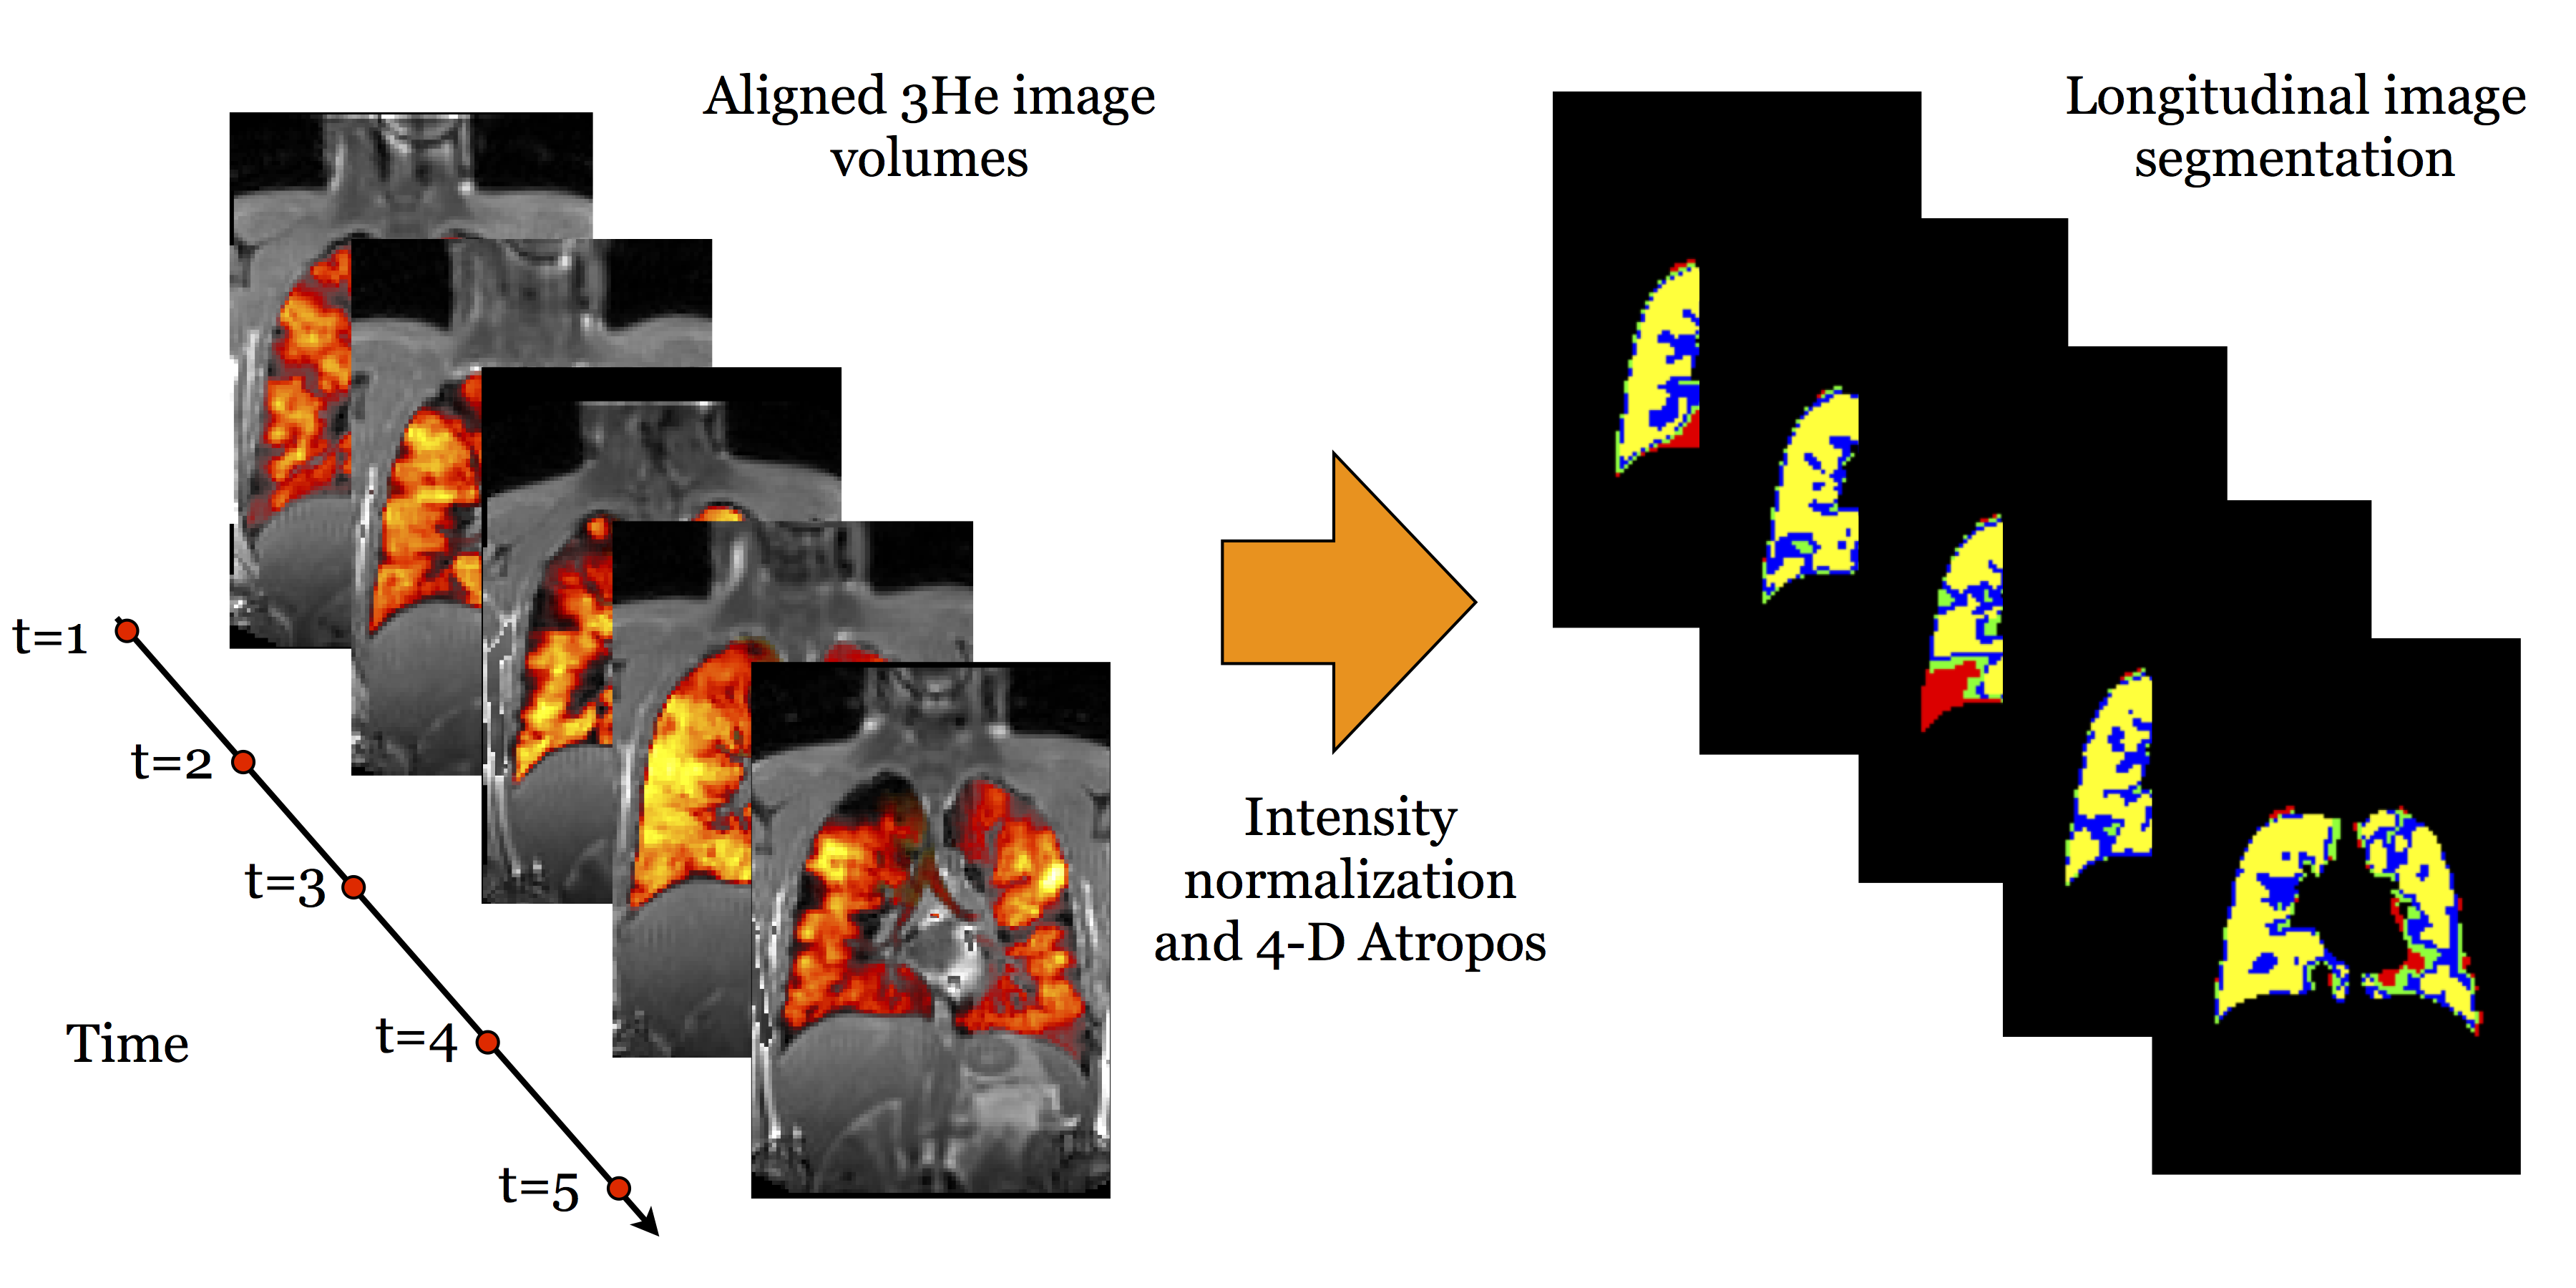 Aligned 3He image
volumes
Longitudinal image
segmentation
t=1
t=2
t=3
t=4
t=5
Time
Intensity
normalization
and 4-D Atropos